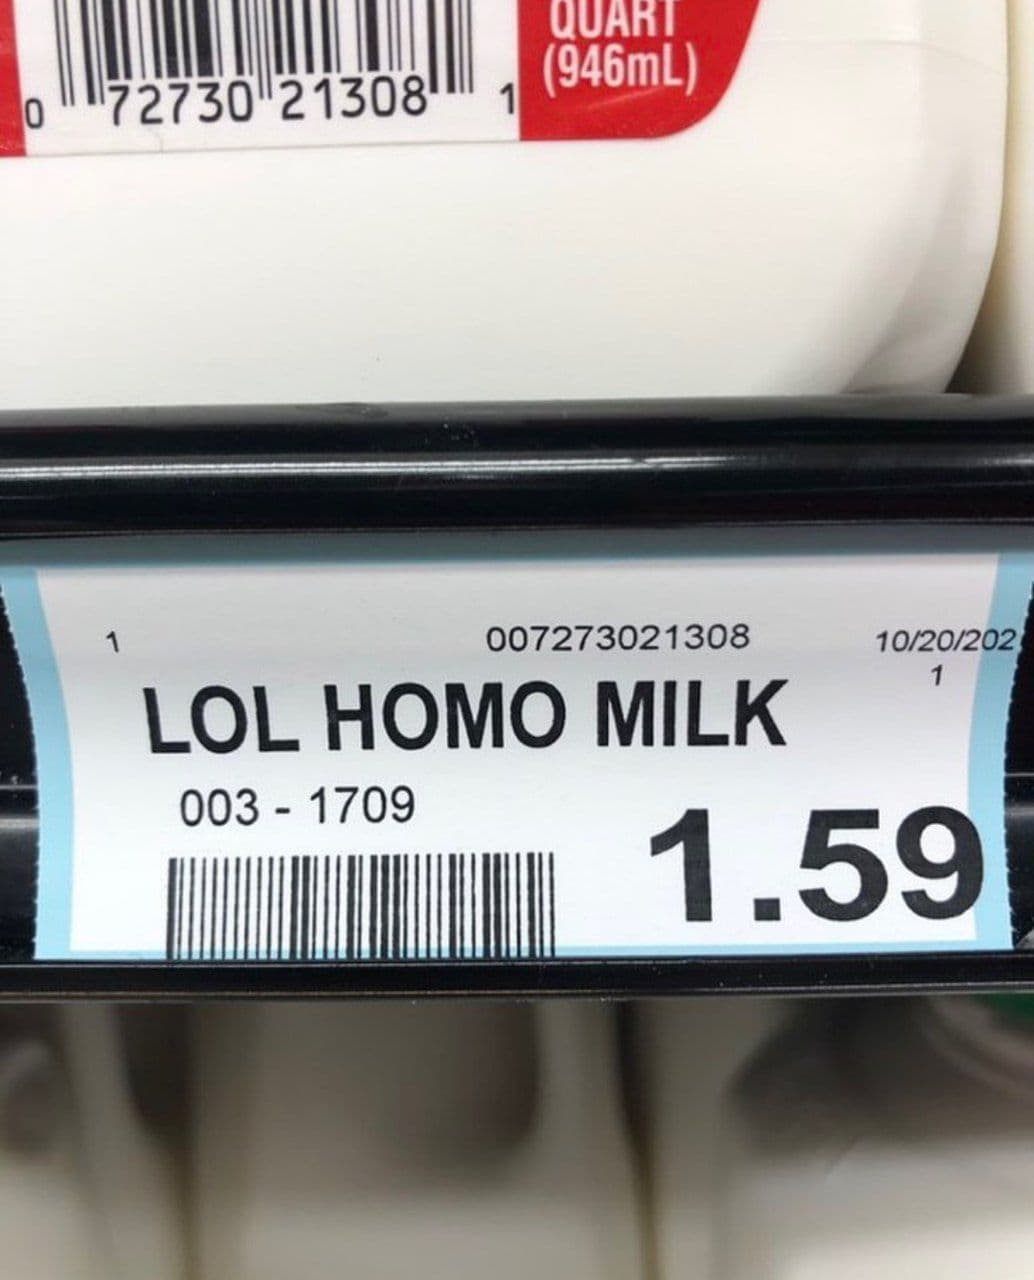 QUART
(946mL)
0 72730 21308 1
1 007273021308 10/20/202
1
LOL HOMO MILK
003 - 1709
1.59